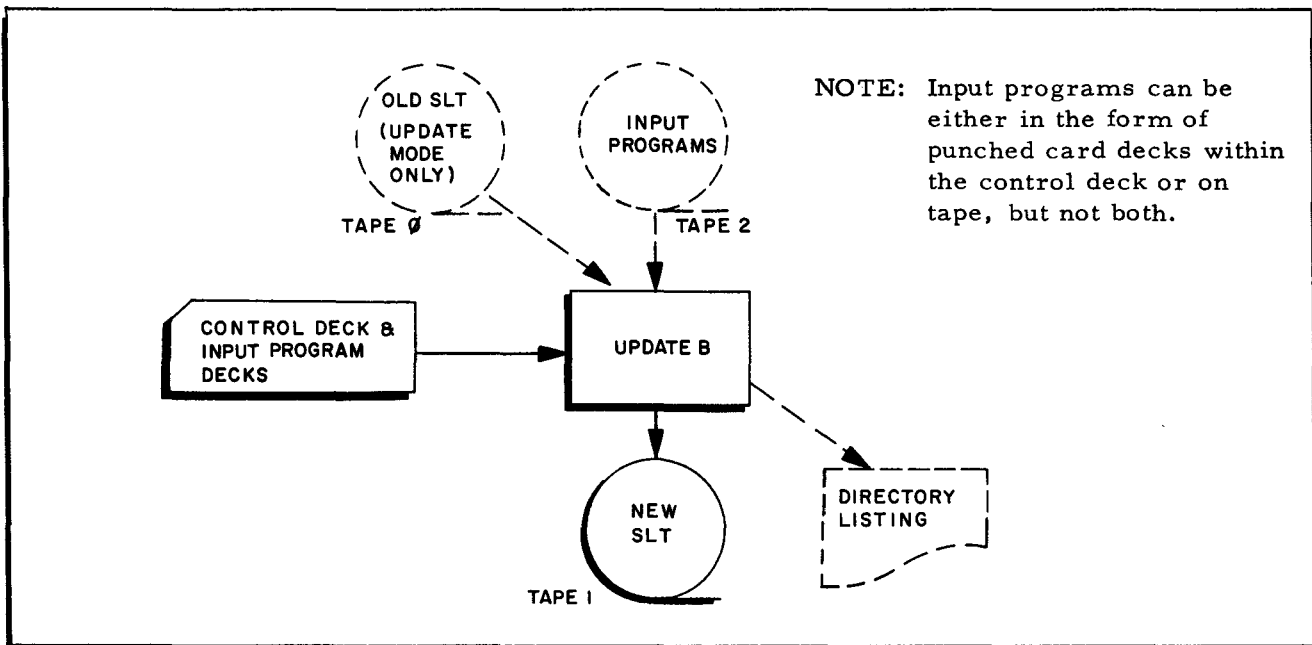 OLD SLT
(UPDATE
MODE
ONLY)
TAPE Ø
INPUT
PROGRAMS
TAPE 2
NOTE: Input programs can be
either in the form of
punched card decks within
the control deck or on
tape, but not both.
CONTROL DECK &
INPUT PROGRAM
DECKS
UPDATE B
NEW
SLT
TAPE 1
DIRECTORY
LISTING